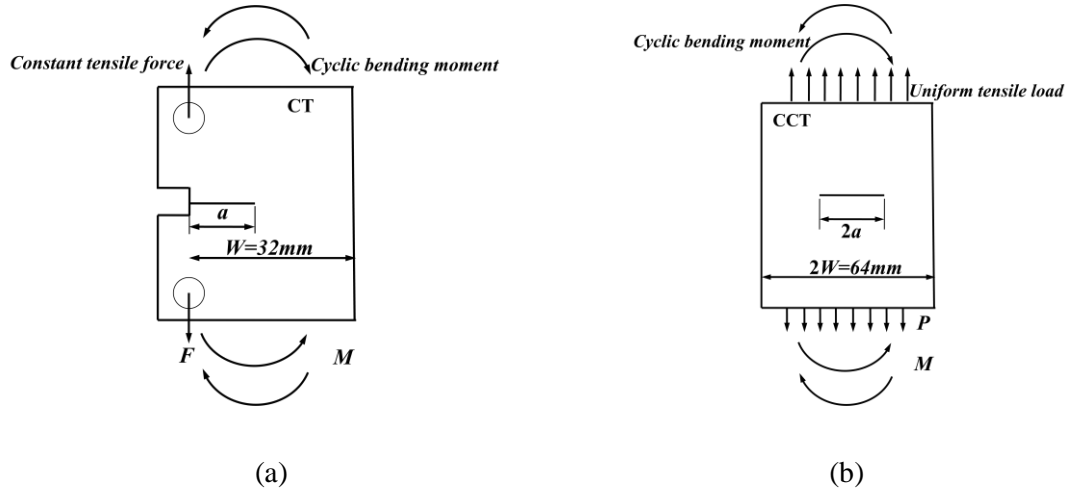 Constant tensile force
Cyclic bending moment
CT
a
W=32mm
F
M
(a)
Cyclic bending moment
Uniform tensile load
CCT
2a
2W=64mm
P
M
(b)